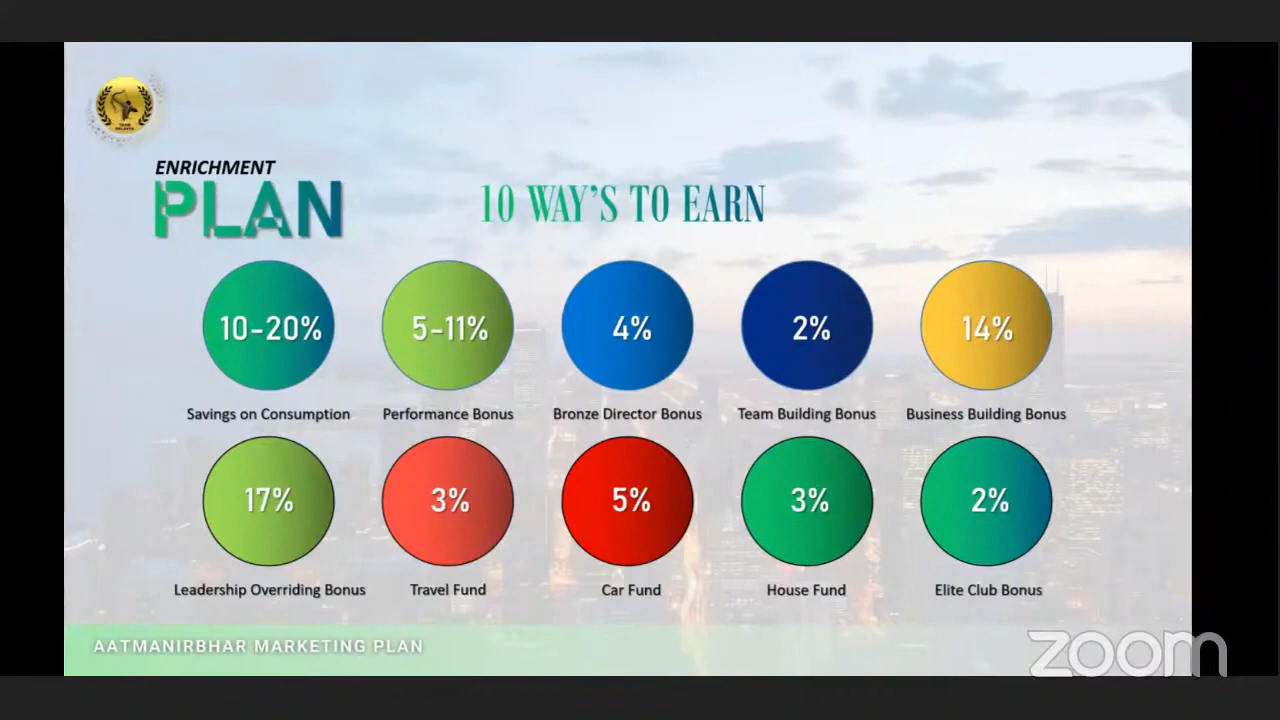 ENRICHMENT
PLAN
10 WAY'S TO EARN
10-20%
5-11%
4%
2%
14%
Savings on Consumption
Performance Bonus
Bronze Director Bonus
Team Building Bonus
Business Building Bonus
17%
3%
5%
3%
2%
Leadership Overriding Bonus
Travel Fund
Car Fund
House Fund
Elite Club Bonus
AATMANIRBHAR MARKETING PLAN
zoom